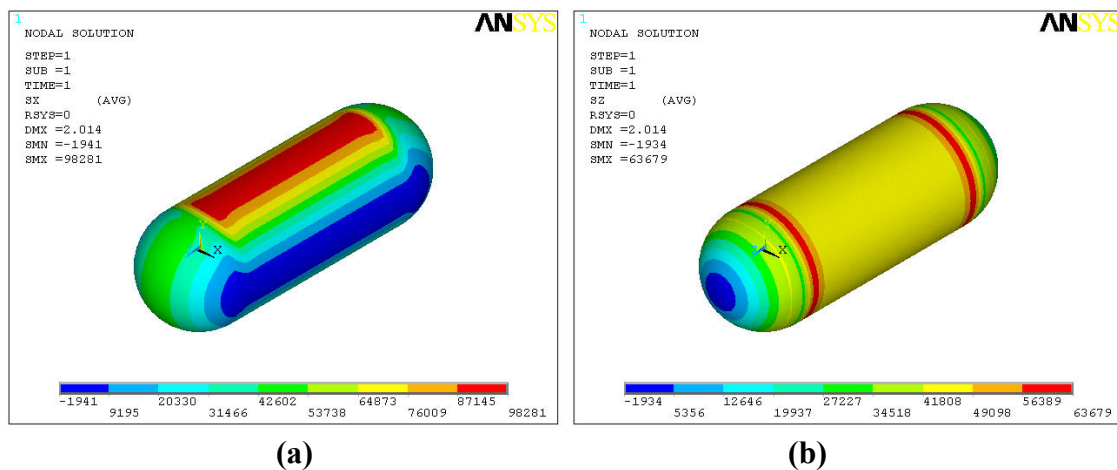 1
ANSYS
NODAL SOLUTION
STEP=1
SUB =1
TIME=1
SX (AVG)
RSYS=0
DMX =2.014
SMN =-1941
SMX =98281
X
-1941 20330 42602 64873 87145
9195 31466 53738 76009 98281
(a)
1
ANSYS
NODAL SOLUTION
STEP=1
SUB =1
TIME=1
SZ (AVG)
RSYS=0
DMX =2.014
SMN =-1934
SMX =63679
X
-1934 12646 27227 41808 56389
5356 19937 34518 49098 63679
(b)